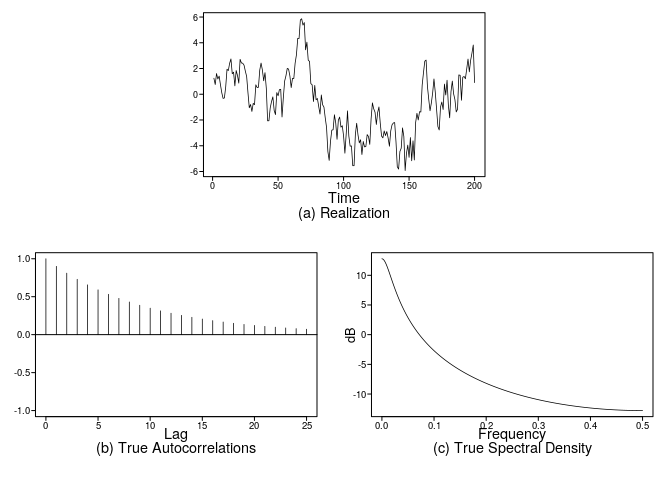 6
4
2
0
-2
-4
-6
0 50 100 150 200
Time
(a) Realization
1.0
0.5
0.0
-0.5
-1.0
0 5 10 15 20 25
Lag
(b) True Autocorrelations
dB
10
5
0
-5
-10
0.0 0.1 0.2 0.3 0.4 0.5
Frequency
(c) True Spectral Density